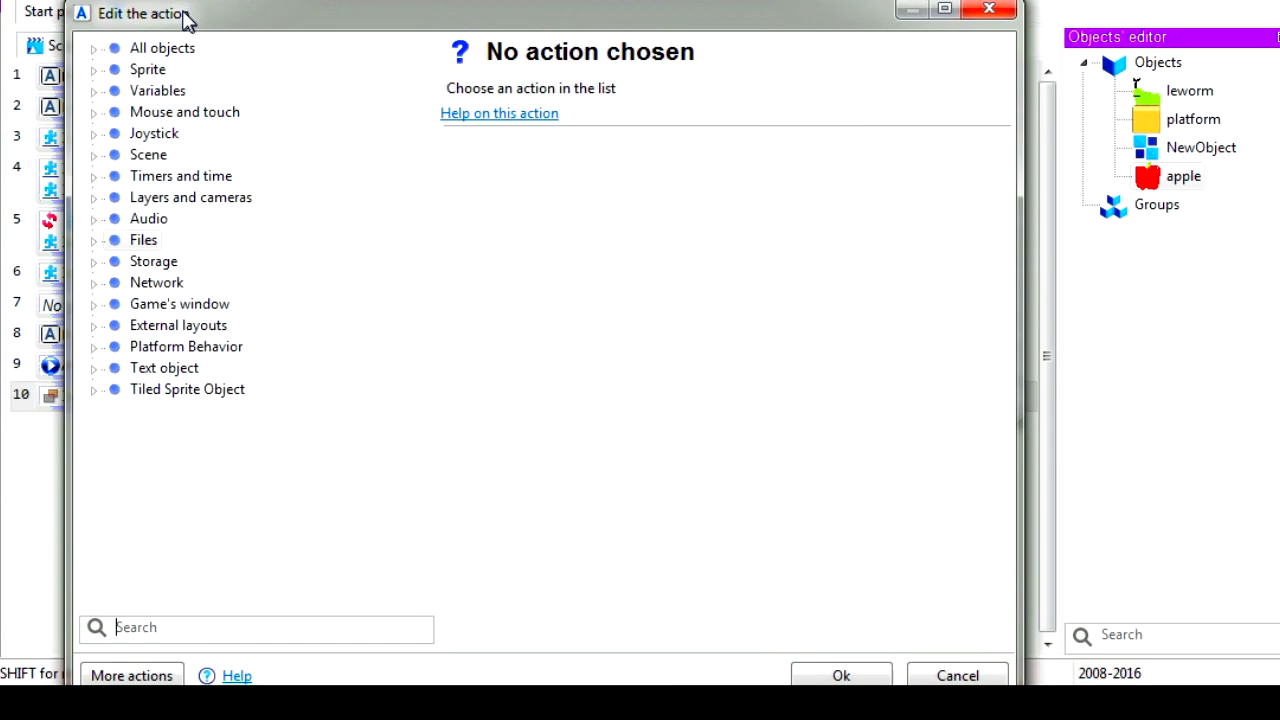 Start p
Edit the action
Sc
1
2
3
4
5
6
7
No
8
9
10
All objects
Sprite
Variables
Mouse and touch
Joystick
Scene
Timers and time
Layers and cameras
Audio
Files
Storage
Network
Game's window
External layouts
Platform Behavior
Text object
Tiled Sprite Object
Search
More actions
Help
? No action chosen
Choose an action in the list
Help on this action
Ok
Cancel
Objects' editor
Objects
leworm
platform
NewObject
apple
Groups
Search
SHIFT for
2008-2016